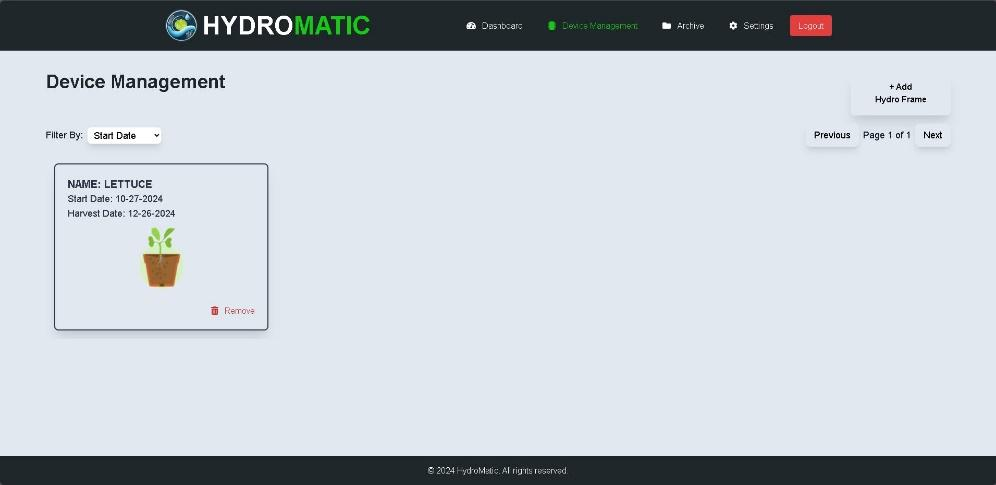 HYDROMATIC
Dashboard
Device Management
Archive
Settings
Logout
Device Management
+ Add
Hydro Frame
Filter By: Start Date
Previous Page 1 of 1 Next
NAME: LETTUCE
Start Date: 10-27-2024
Harvest Date: 12-26-2024
Remove
© 2024 HydroMatic. All rights reserved.